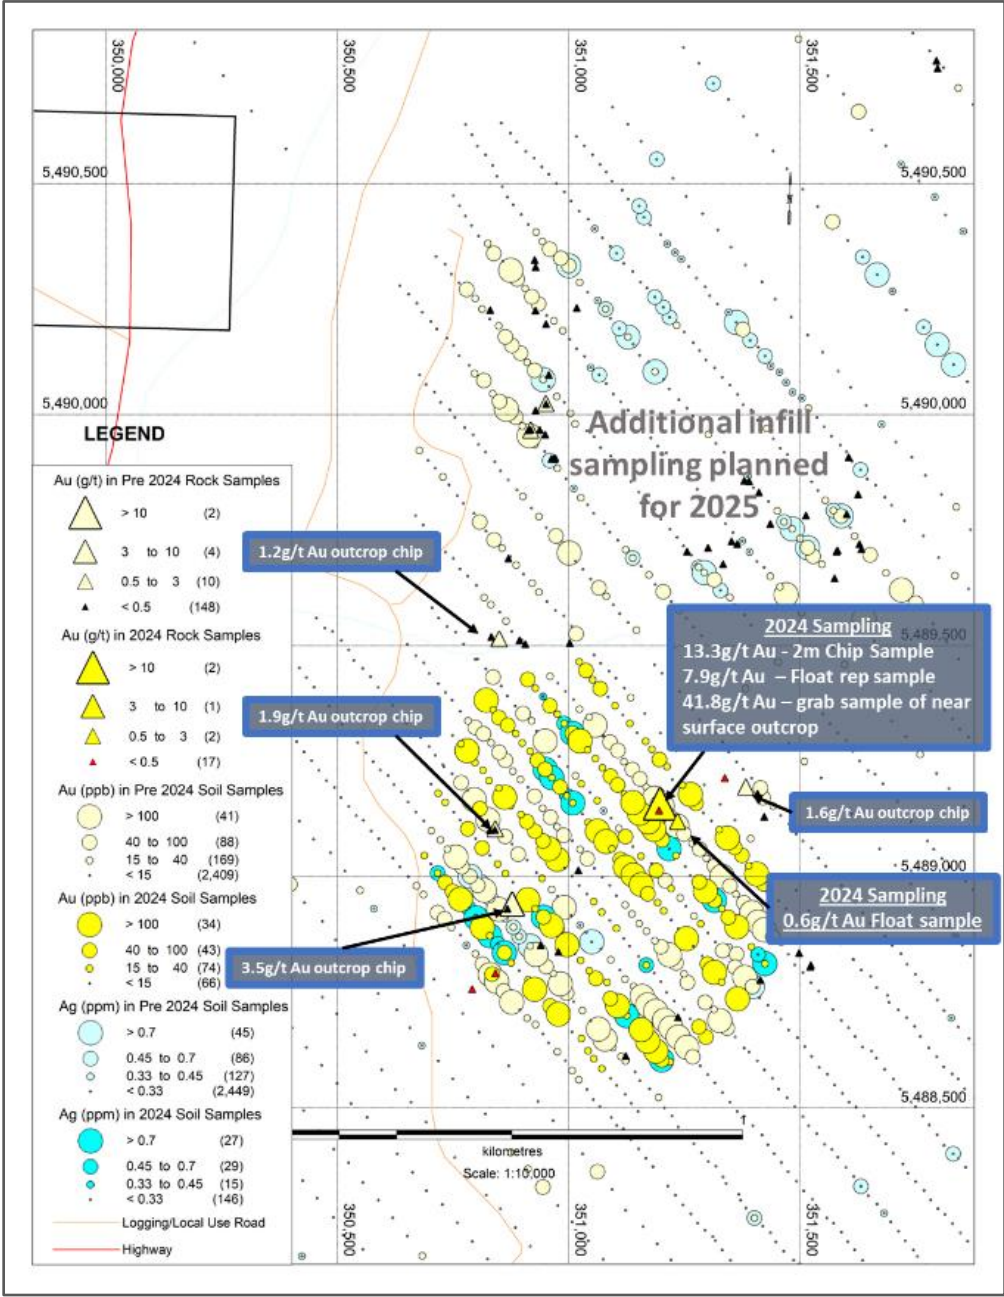 350,000
350,500
351,000
351,500
5,490,500
5,490,500
5,490,000
5,490,000
Additional infill
sampling planned
for 2025
LEGEND
Au (g/t) in Pre 2024 Rock Samples
> 10 (2)
3 to 10 (4)
0.5 to 3 (10)
< 0.5 (148)
Au (g/t) in 2024 Rock Samples
> 10 (2)
3 to 10 (1)
0.5 to 3 (2)
< 0.5 (17)
Au (ppb) in Pre 2024 Soil Samples
> 100 (41)
40 to 100 (88)
15 to 40 (169)
< 15 (2,409)
Au (ppb) in 2024 Soil Samples
> 100 (34)
40 to 100 (43)
15 to 40 (74)
< 15 (66)
Ag (ppm) in Pre 2024 Soil Samples
> 0.7 (45)
0.45 to 0.7 (86)
0.33 to 0.45 (127)
< 0.33 (2,449)
Ag (ppm) in 2024 Soil Samples
> 0.7 (27)
0.45 to 0.7 (29)
0.33 to 0.45 (15)
< 0.33 (146)
Logging/Local Use Road
Highway
1.2g/t Au outcrop chip
5,489,500
2024 Sampling
13.3g/t Au - 2m Chip Sample
7.9g/t Au – Float rep sample
41.8g/t Au – grab sample of near
surface outcrop
1.9g/t Au outcrop chip
1.6g/t Au outcrop chip
5,489,000
2024 Sampling
0.6g/t Au Float sample
3.5g/t Au outcrop chip
5,488,500
1
kilometres
Scale: 1:10,000
350,500
351,000
351,500